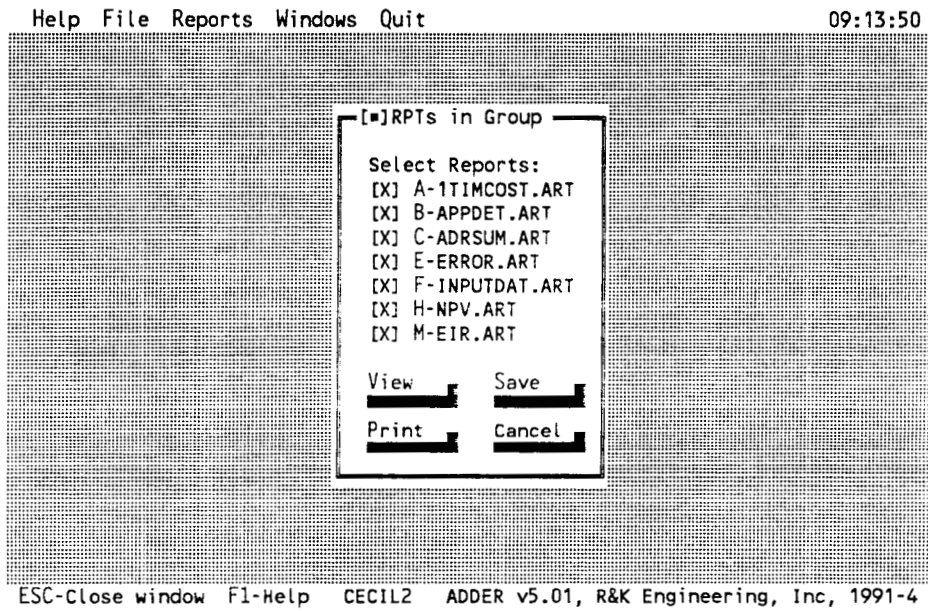 Help File Reports Windows Quit 09:13:50
[■]RPTs in Group
Select Reports:
[X] A-1TIMCOST.ART
[X] B-APPDET.ART
[X] C-ADRSUM.ART
[X] E-ERROR.ART
[X] F-INPUTDAT.ART
[X] H-NPV.ART
[X] M-EIR.ART
View Save
Print Cancel
ESC-Close window F1-Help CECIL2 ADDER v5.01, R&K Engineering, Inc, 1991-4